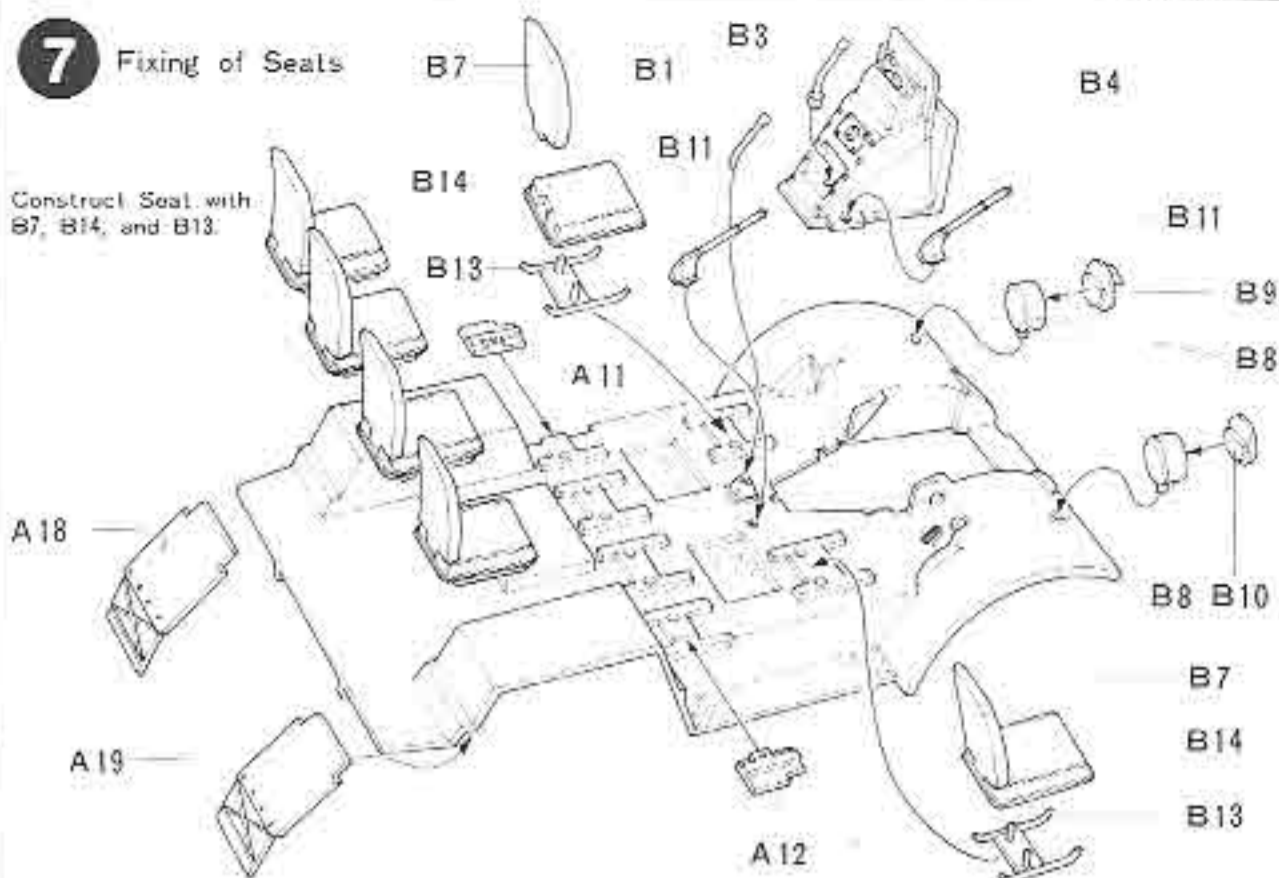 7 Fixing of Seats
B7
B1
B3
B4
B11
B14
Construct Seat with
B7, B14, and B13.
B13
B11
B9
A11
B8
A18
B8 B10
B7
A19
B14
B13
A12